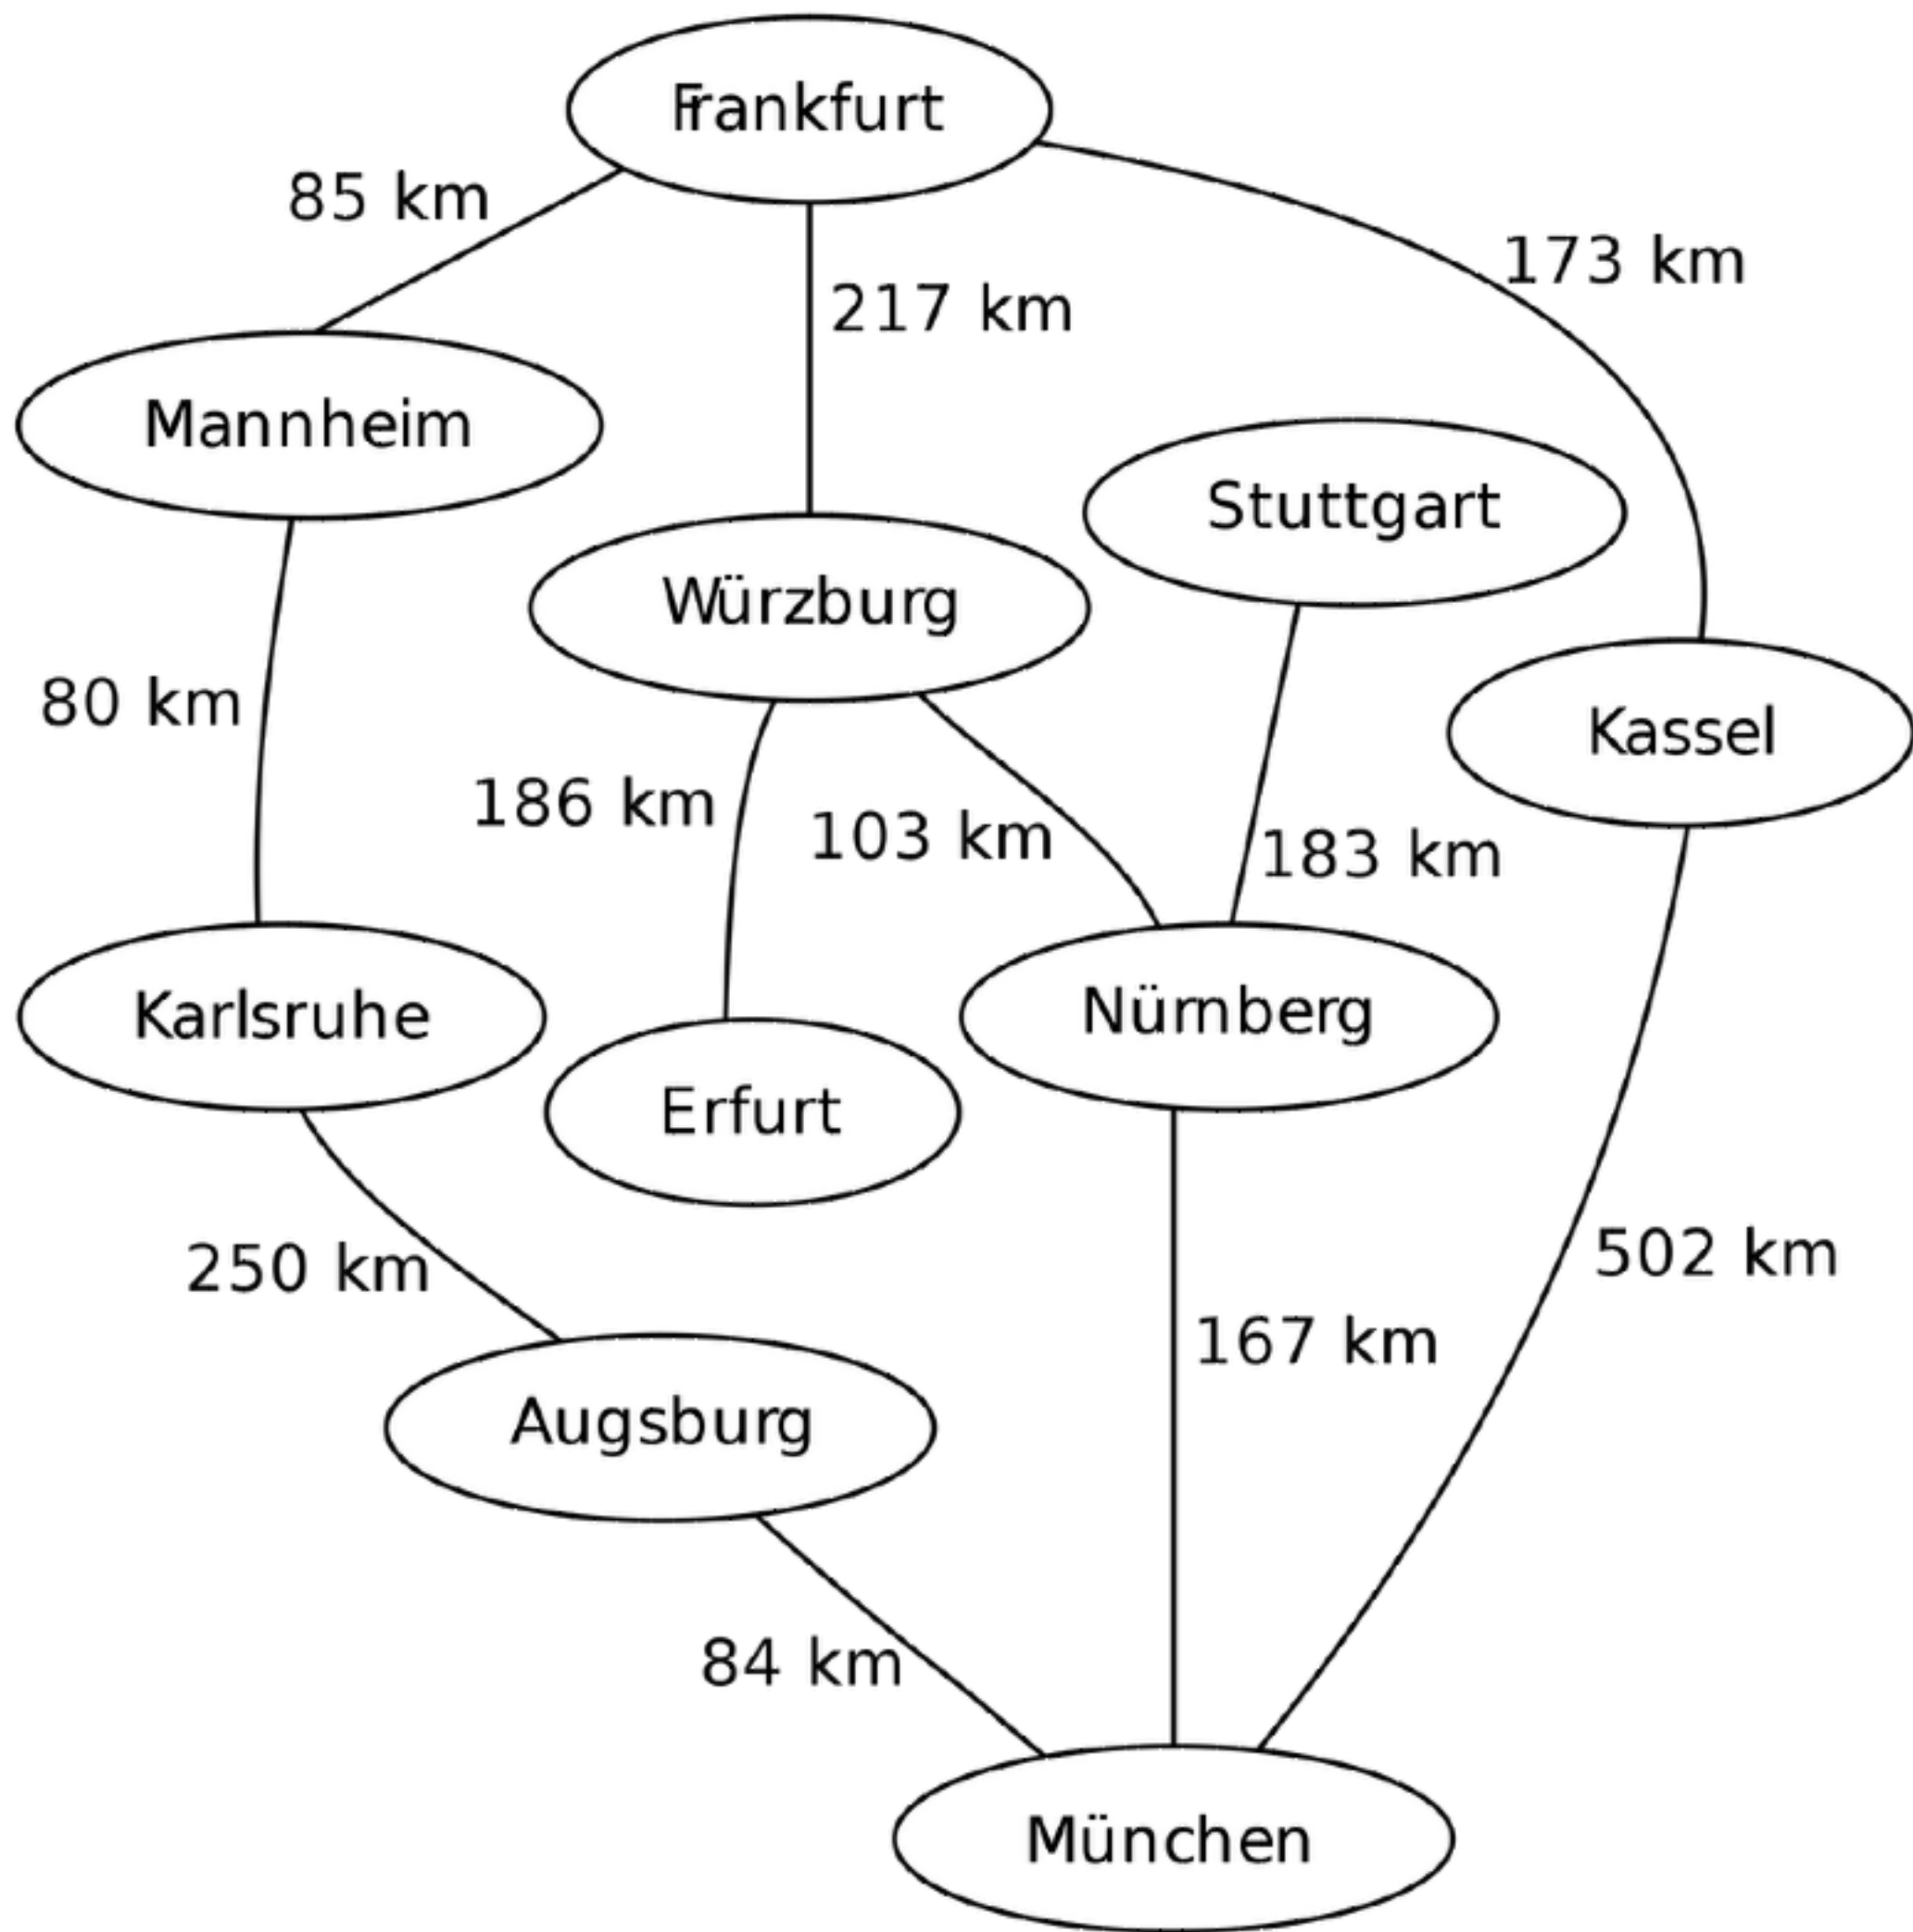 Frankfurt
85 km
173 km
217 km
Mannheim
Stuttgart
Würzburg
80 km
Kassel
186 km
103 km
183 km
Karlsruhe
Nürnberg
Erfurt
250 km
502 km
167 km
Augsburg
84 km
München